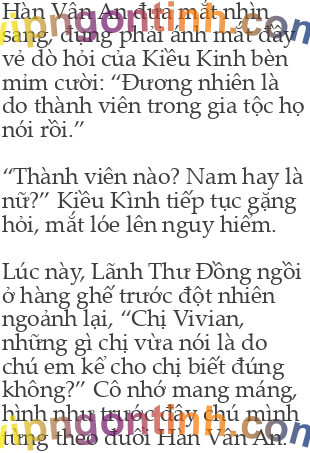 Hàn Vân An đưa mắt nhìn
sang, đụng phải ánh mắt đầy
vẻ dò hỏi của Kiều Kinh bèn
mỉm cười: “Đương nhiên là
do thành viên trong gia tộc họ
nói rồi.”
“Thành viên nào? Nam hay là
nữ?” Kiều Kình tiếp tục gặng
hỏi, mắt lóe lên nguy hiểm.
Lúc này, Lãnh Thư Đồng ngồi
ở hàng ghế trước đột nhiên
ngoảnh lại, “Chị Vivian,
những gì chị vừa nói là do
chú em kể cho chị biết đúng
không?” Cô nhớ mang máng,
hình như trước đây chú mình
từng theo đuổi Hàn Vân An.
vipngontinh.com
vipngontinh.com